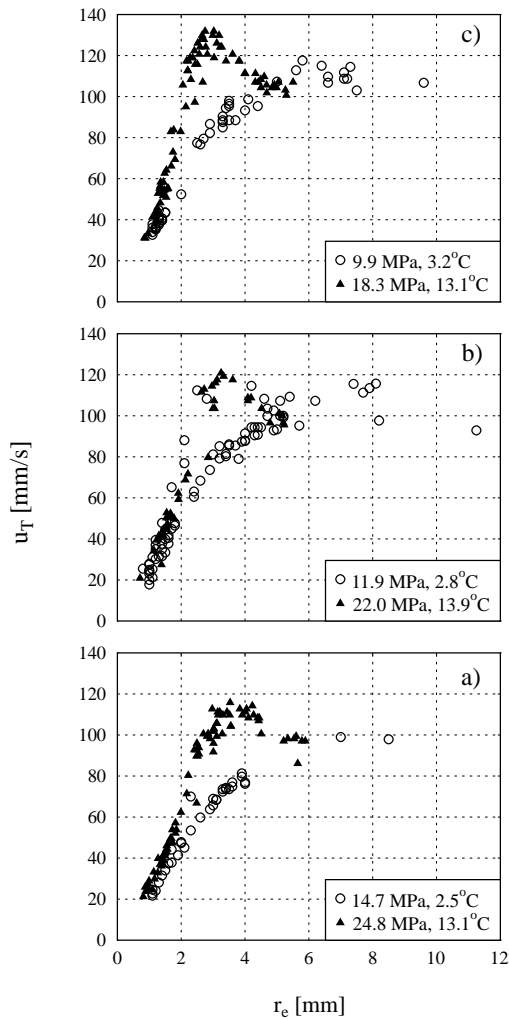 140
120
100
80
60
40
20
0
c)
9.9 MPa, 3.2°C
18.3 MPa, 13.1°C
140
120
100
80
60
40
20
0
b)
11.9 MPa, 2.8°C
22.0 MPa, 13.9°C
u_T [mm/s]
140
120
100
80
60
40
20
0
a)
14.7 MPa, 2.5°C
24.8 MPa, 13.1°C
0 2 4 6 8 10 12
r_e [mm]